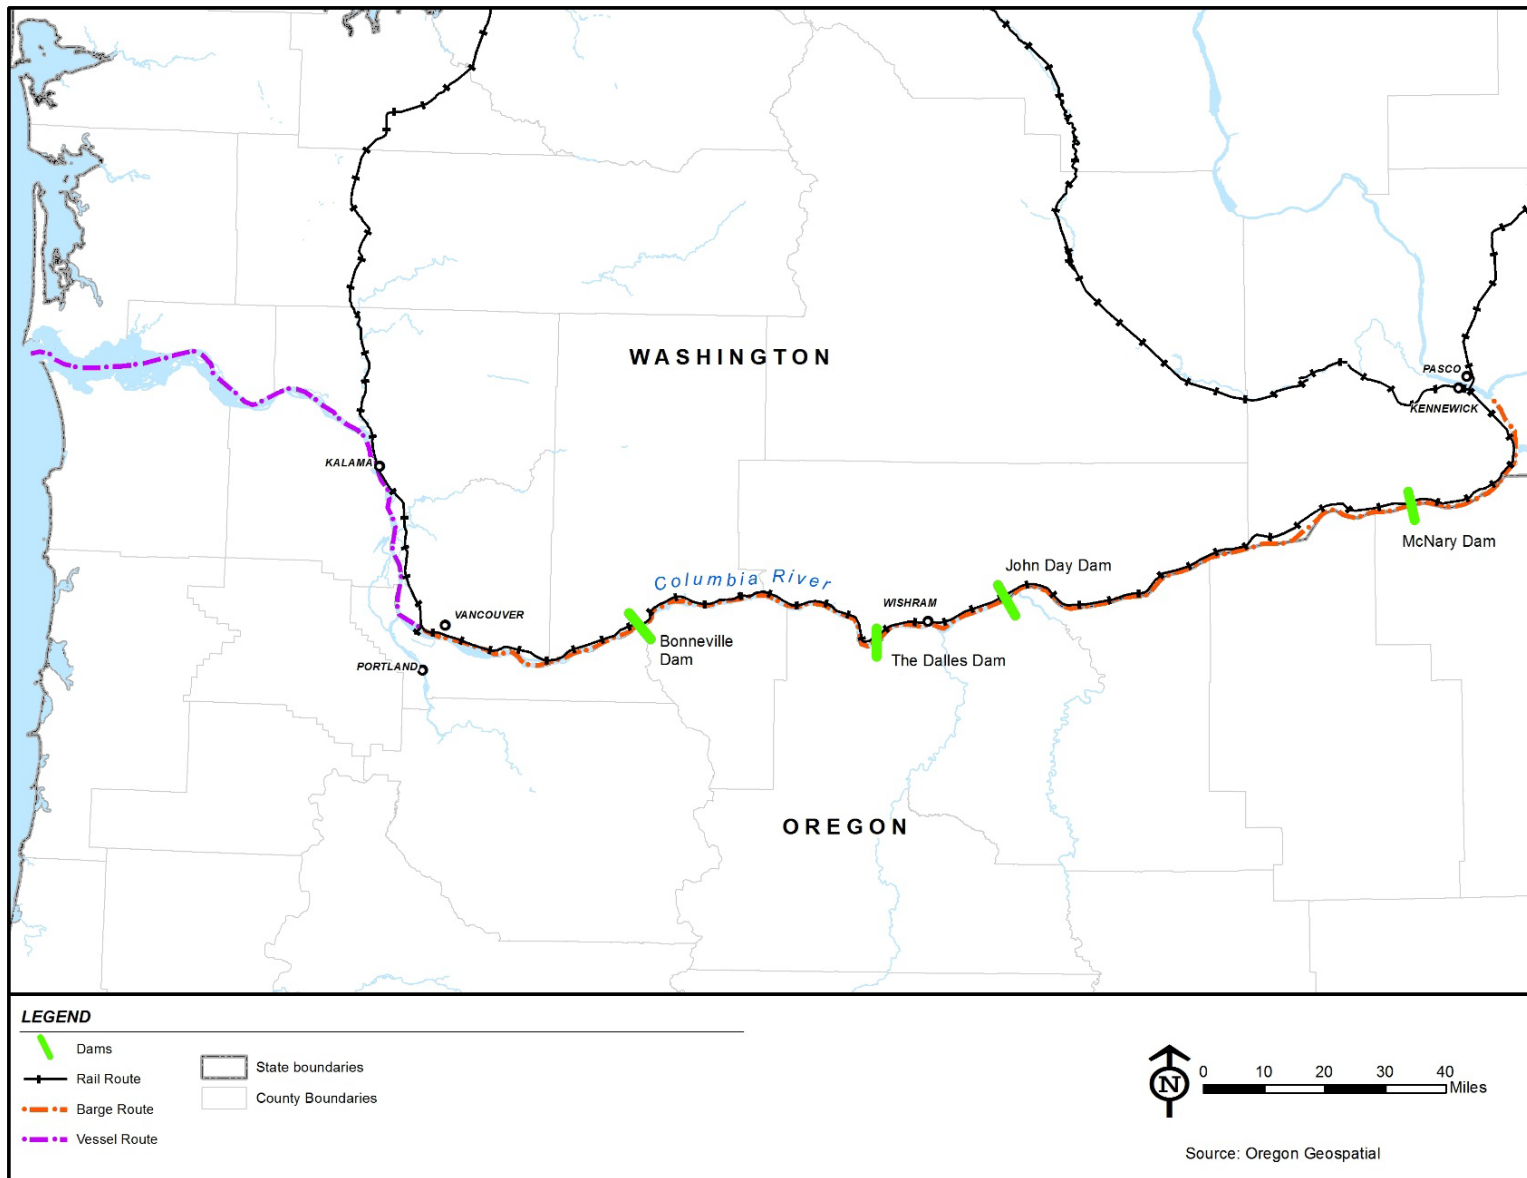 WASHINGTON
PASCO
KENNEWICK
KALAMA
McNary Dam
John Day Dam
Columbia River
WISHRAM
VANCOUVER
Bonneville
Dam
The Dalles Dam
PORTLAND
OREGON
LEGEND
Dams
Rail Route
Barge Route
Vessel Route
State boundaries
County Boundaries
N
0 10 20 30 40
Miles
Source: Oregon Geospatial